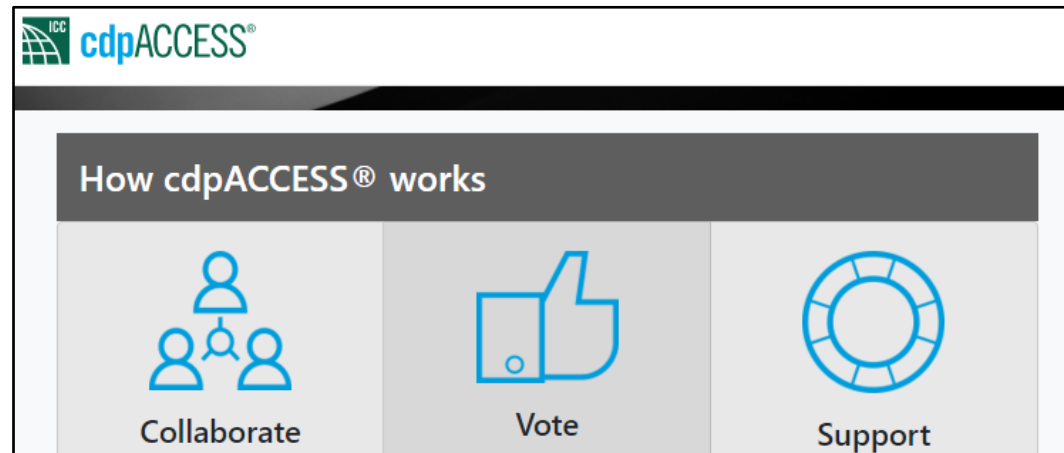 ICC
cdpACCESS®
How cdpACCESS® works
Collaborate
Vote
Support